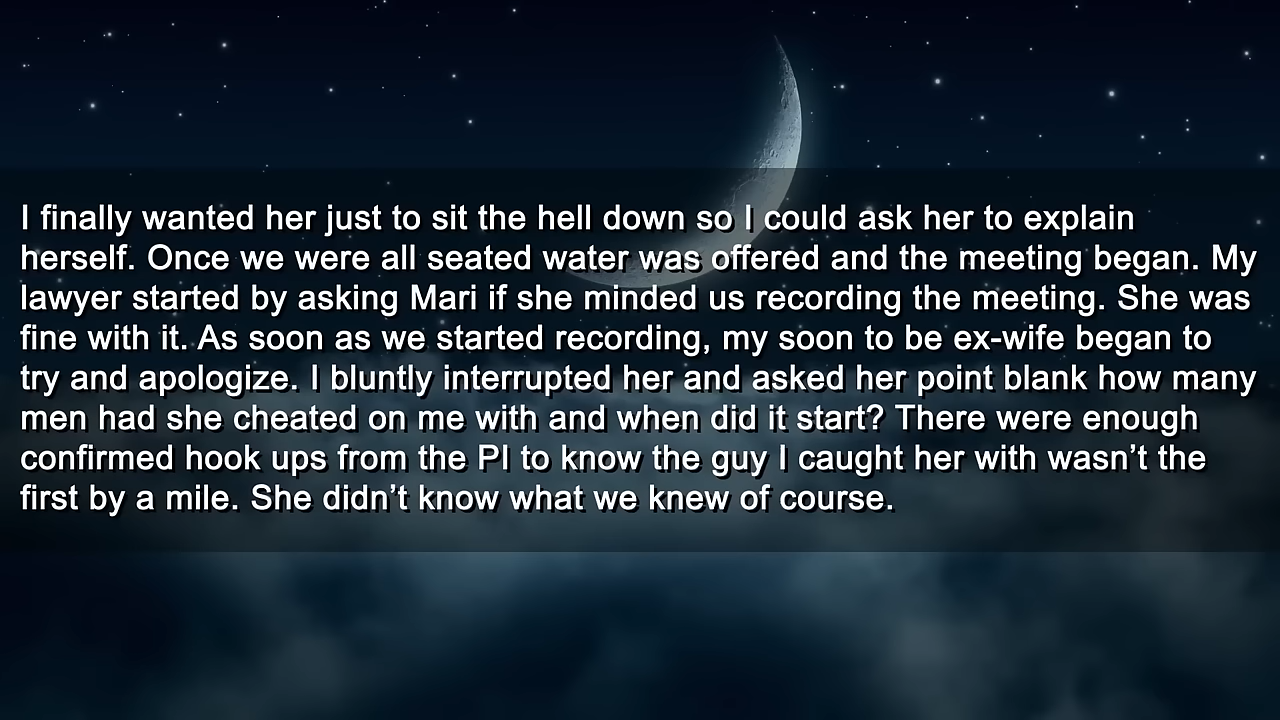 I finally wanted her just to sit the hell down so I could ask her to explain
herself. Once we were all seated water was offered and the meeting began. My
lawyer started by asking Mari if she minded us recording the meeting. She was
fine with it. As soon as we started recording, my soon to be ex-wife began to
try and apologize. I bluntly interrupted her and asked her point blank how many
men had she cheated on me with and when did it start? There were enough
confirmed hook ups from the PI to know the guy I caught her with wasn’t the
first by a mile. She didn’t know what we knew of course.